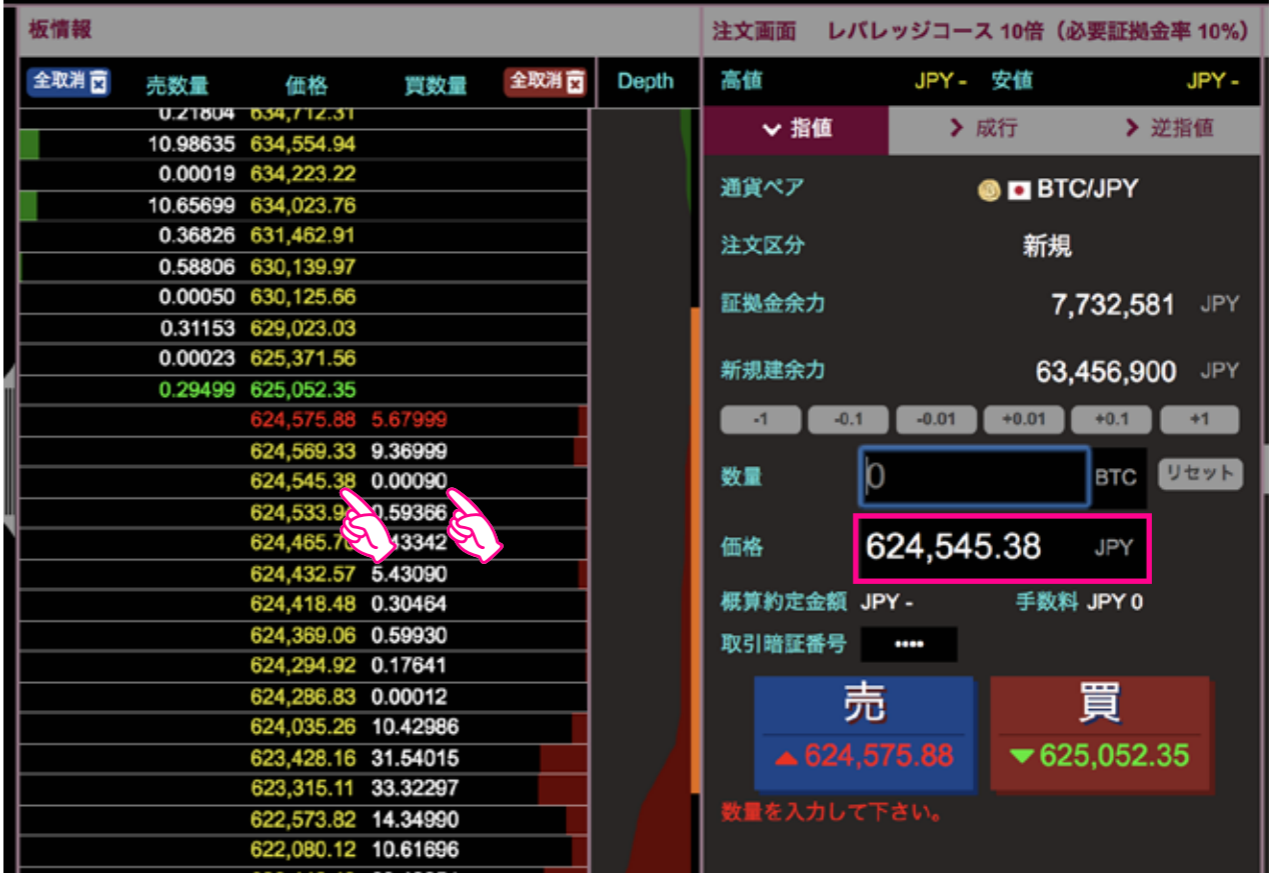 板情報
全取消 売数量 価格 買数量 全取消 Depth
0.21804 634,712.31
10.98635 634,554.94
0.00019 634,223.22
10.65699 634,023.76
0.36826 631,462.91
0.58806 630,139.97
0.00050 630,125.66
0.31153 629,023.03
0.00023 625,371.56
0.29499 625,052.35
624,575.88 5.67999
624,569.33 9.36999
624,545.38 0.00090
0.59366
624,432.57 5.43090
624,418.48 0.30464
624,369.06 0.59930
624,294.92 0.17641
624,286.83 0.00012
624,035.26 10.42986
623,428.16 31.54015
623,315.11 33.32297
622,573.82 14.34990
622,080.12 10.61696
注文画面 レバレッジコース 10倍（必要証拠金率 10%）
高値 JPY - 安値 JPY -
指値 成行 逆指値
通貨ペア BTC/JPY
注文区分 新規
証拠金余力 7,732,581 JPY
新規建余力 63,456,900 JPY
-1 -0.1 -0.01 +0.01 +0.1 +1
数量 0 BTC リセット
価格 624,545.38 JPY
概算約定金額 JPY - 手数料 JPY 0
取引暗証番号 ••••
売 買
▲ 624,575.88 ▼ 625,052.35
数量を入力して下さい。